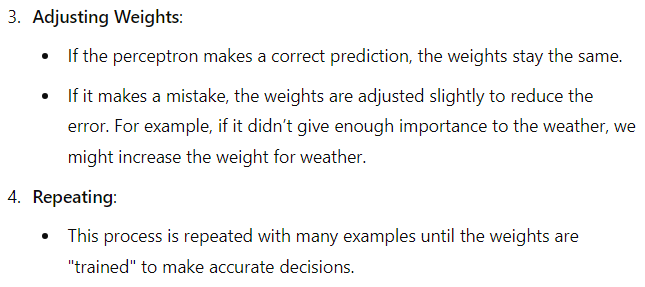 3. Adjusting Weights:
• If the perceptron makes a correct prediction, the weights stay the same.
• If it makes a mistake, the weights are adjusted slightly to reduce the
error. For example, if it didn’t give enough importance to the weather, we
might increase the weight for weather.
4. Repeating:
• This process is repeated with many examples until the weights are
"trained" to make accurate decisions.